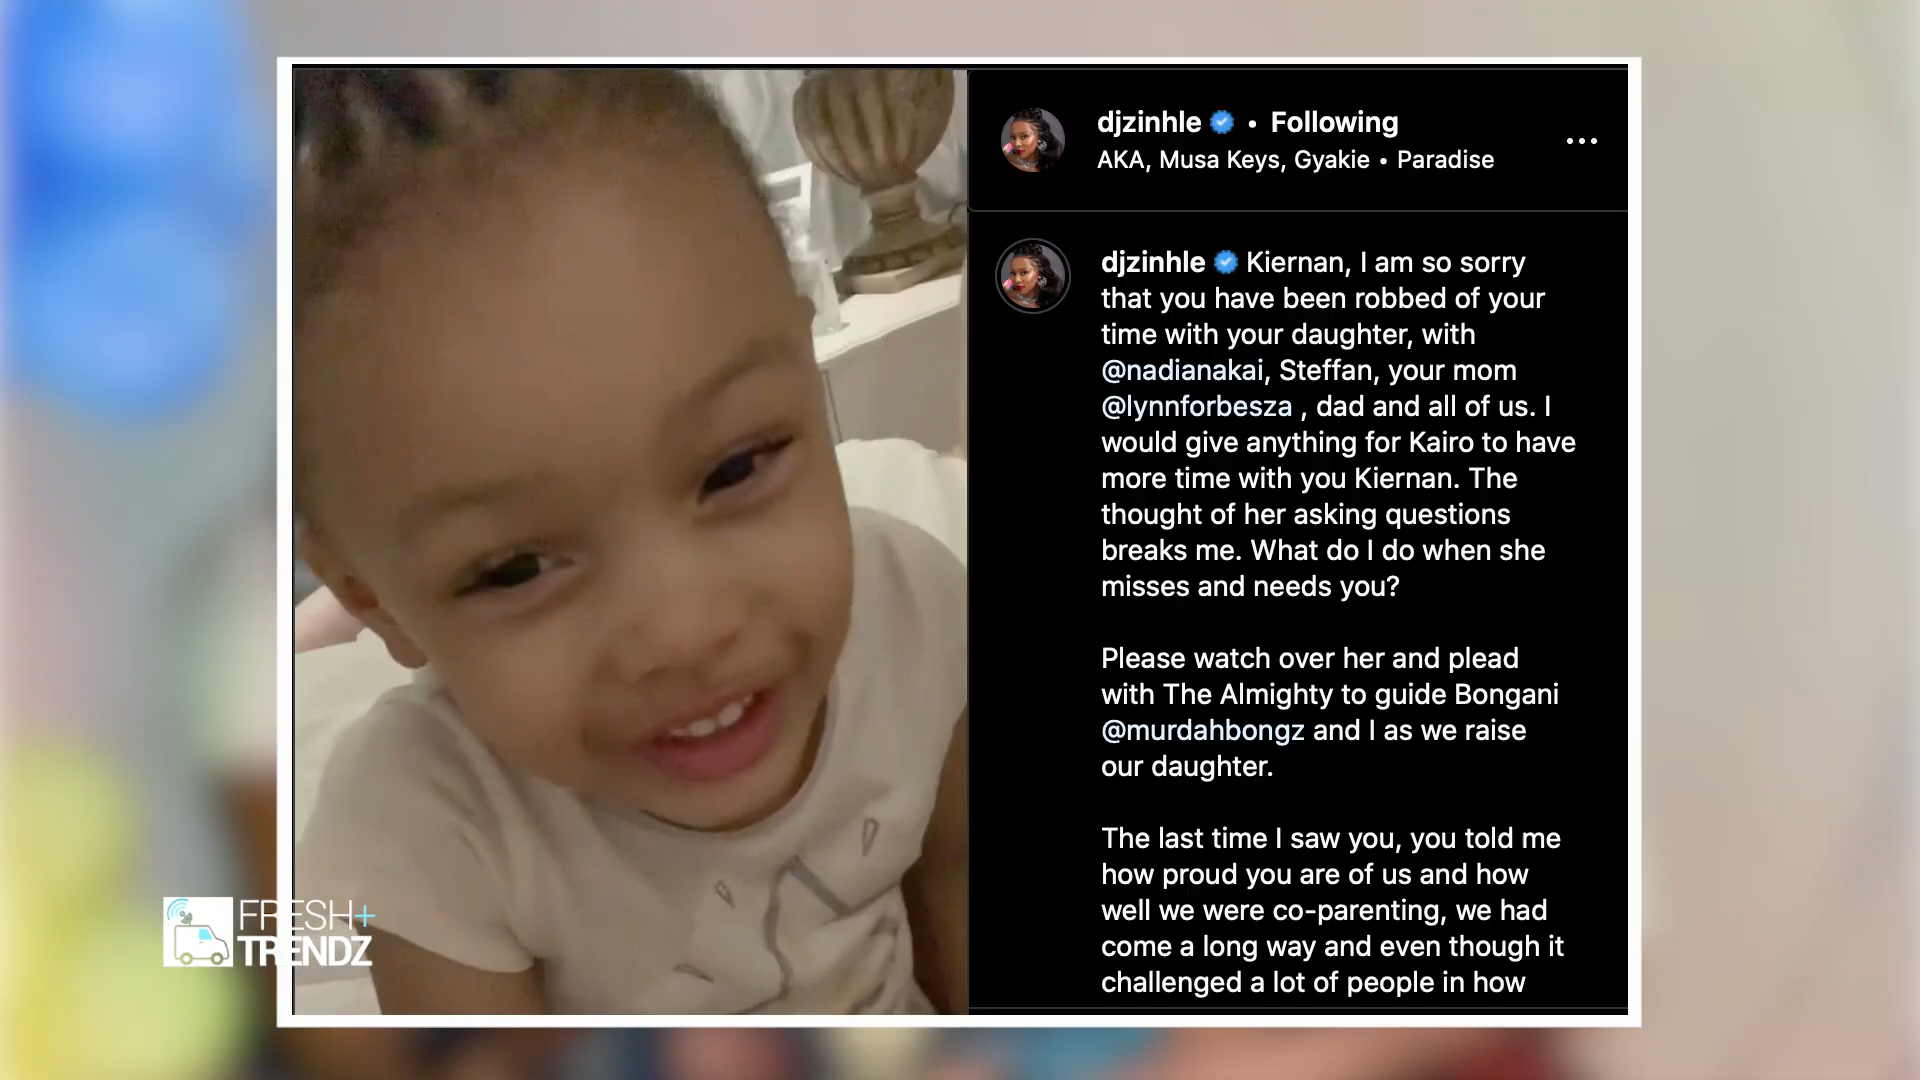 djzinhle • Following
AKA, Musa Keys, Gyakie • Paradise
djzinhle Kiernan, I am so sorry
that you have been robbed of your
time with your daughter, with
@nadianakai, Steffan, your mom
@lynnforbesza , dad and all of us. I
would give anything for Kairo to have
more time with you Kiernan. The
thought of her asking questions
breaks me. What do I do when she
misses and needs you?
Please watch over her and plead
with The Almighty to guide Bongani
@murdahbongz and I as we raise
our daughter.
The last time I saw you, you told me
how proud you are of us and how
well we were co-parenting, we had
come a long way and even though it
challenged a lot of people in how
FRESH+
TRENDZ